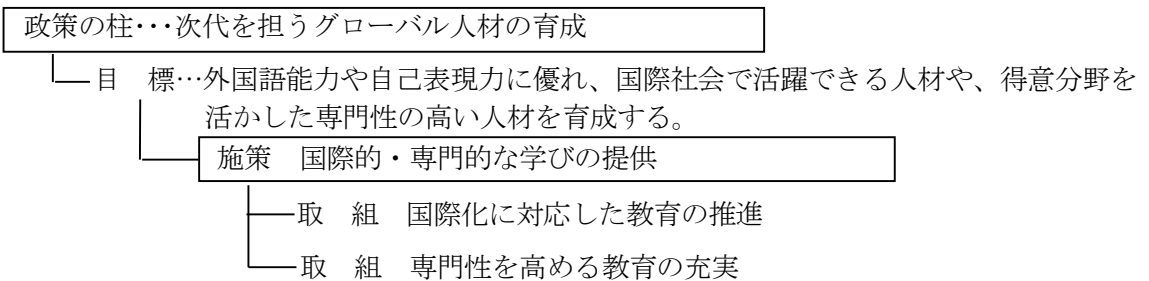 政策の柱･･･次代を担うグローバル人材の育成
目　標…外国語能力や自己表現力に優れ、国際社会で活躍できる人材や、得意分野を
活かした専門性の高い人材を育成する。
施策　国際的・専門的な学びの提供
取　組　国際化に対応した教育の推進
取　組　専門性を高める教育の充実